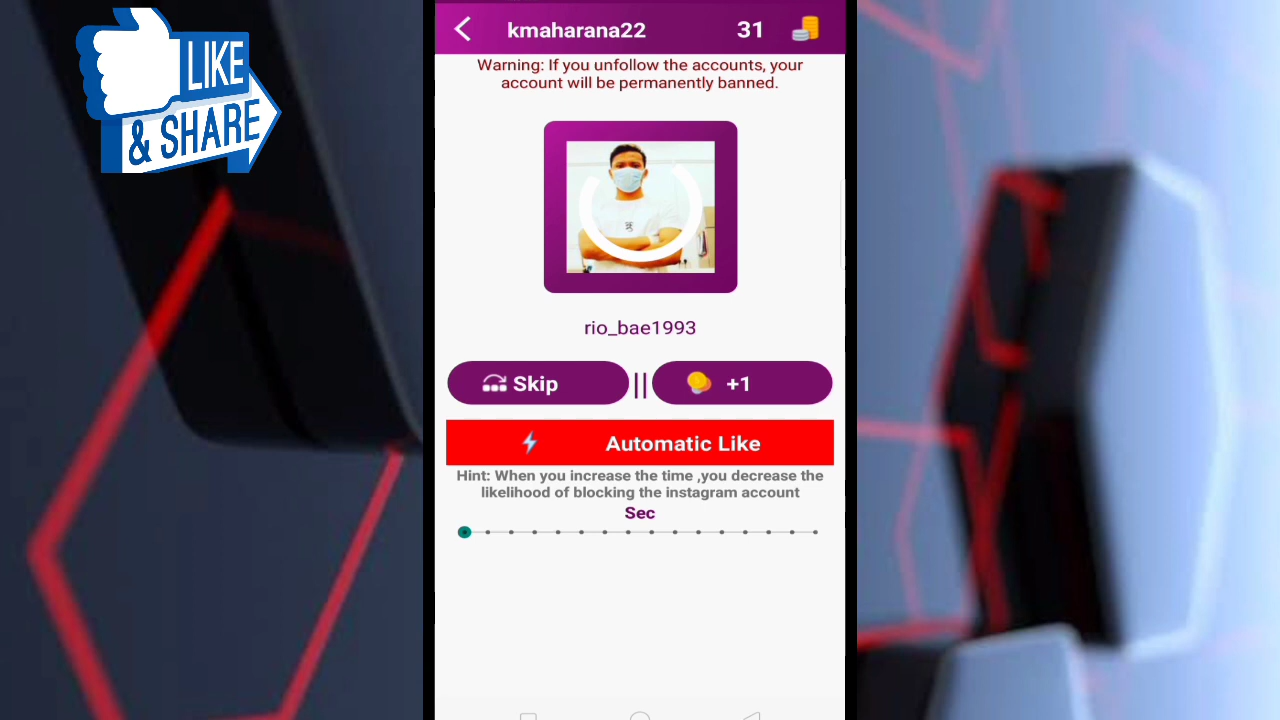 LIKE
& SHARE
kmaharana22 31
Warning: If you unfollow the accounts, your
account will be permanently banned.
rio_bae1993
Skip || +1
Automatic Like
Hint: When you increase the time ,you decrease the
likelihood of blocking the instagram account
Sec